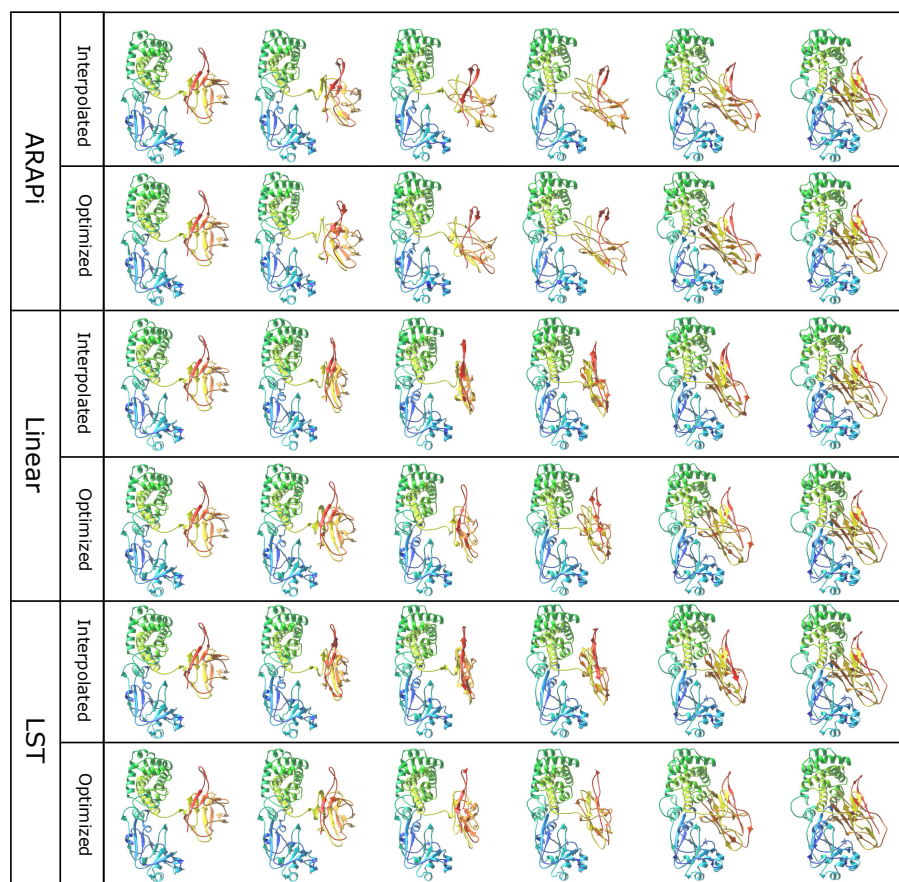 ARAPi
Interpolated
Optimized
Linear
Interpolated
Optimized
LST
Interpolated
Optimized